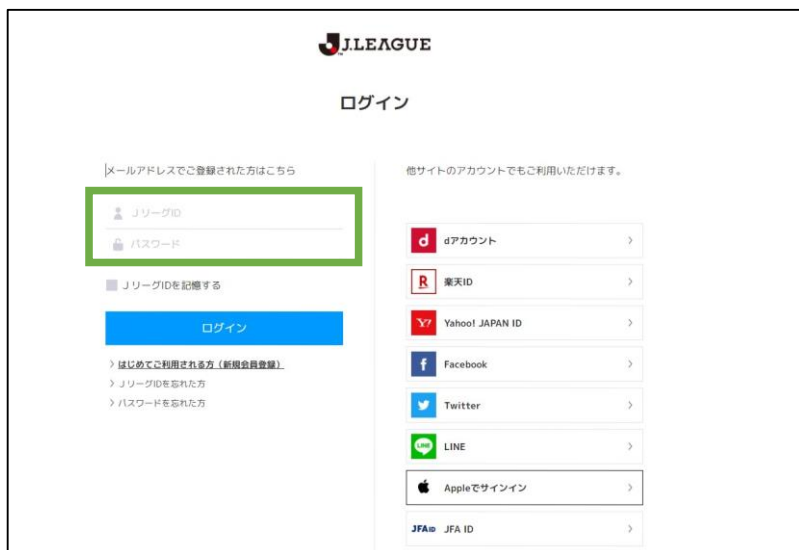 J.LEAGUE
ログイン
メールアドレスでご登録された方はこちら
JリーグID
パスワード
JリーグIDを記憶する
ログイン
はじめてご利用される方（新規会員登録）
JリーグIDを忘れた方
パスワードを忘れた方
他サイトのアカウントでもご利用いただけます。
d dアカウント
R 楽天ID
Y! Yahoo! JAPAN ID
f Facebook
Twitter
LINE LINE
Appleでサインイン
JFA ID JFA ID